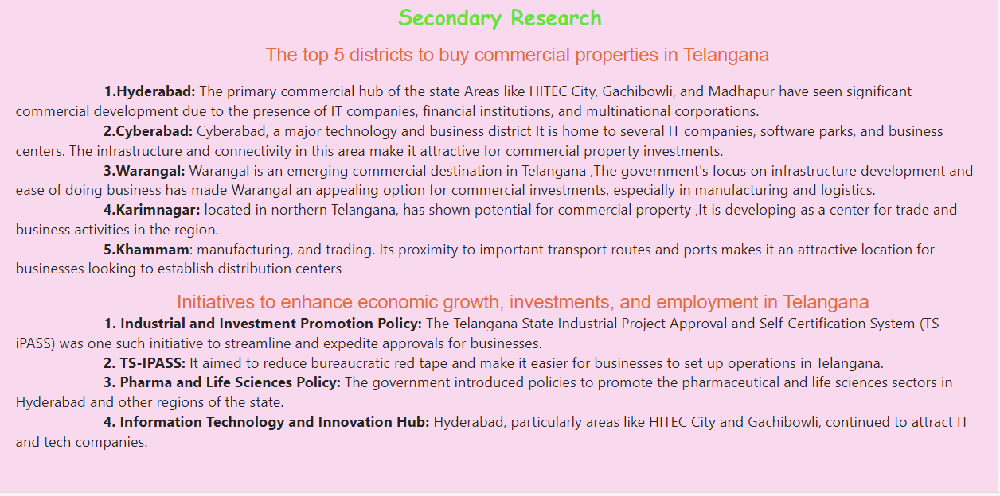 Secondary Research
The top 5 districts to buy commercial properties in Telangana
1.Hyderabad: The primary commercial hub of the state Areas like HITEC City, Gachibowli, and Madhapur have seen significant
commercial development due to the presence of IT companies, financial institutions, and multinational corporations.
2.Cyberabad: Cyberabad, a major technology and business district It is home to several IT companies, software parks, and business
centers. The infrastructure and connectivity in this area make it attractive for commercial property investments.
3.Warangal: Warangal is an emerging commercial destination in Telangana ,The government's focus on infrastructure development and
ease of doing business has made Warangal an appealing option for commercial investments, especially in manufacturing and logistics.
4.Karimnagar: located in northern Telangana, has shown potential for commercial property ,It is developing as a center for trade and
business activities in the region.
5.Khammam: manufacturing, and trading. Its proximity to important transport routes and ports makes it an attractive location for
businesses looking to establish distribution centers
Initiatives to enhance economic growth, investments, and employment in Telangana
1. Industrial and Investment Promotion Policy: The Telangana State Industrial Project Approval and Self-Certification System (TS-
iPASS) was one such initiative to streamline and expedite approvals for businesses.
2. TS-IPASS: It aimed to reduce bureaucratic red tape and make it easier for businesses to set up operations in Telangana.
3. Pharma and Life Sciences Policy: The government introduced policies to promote the pharmaceutical and life sciences sectors in
Hyderabad and other regions of the state.
4. Information Technology and Innovation Hub: Hyderabad, particularly areas like HITEC City and Gachibowli, continued to attract IT
and tech companies.